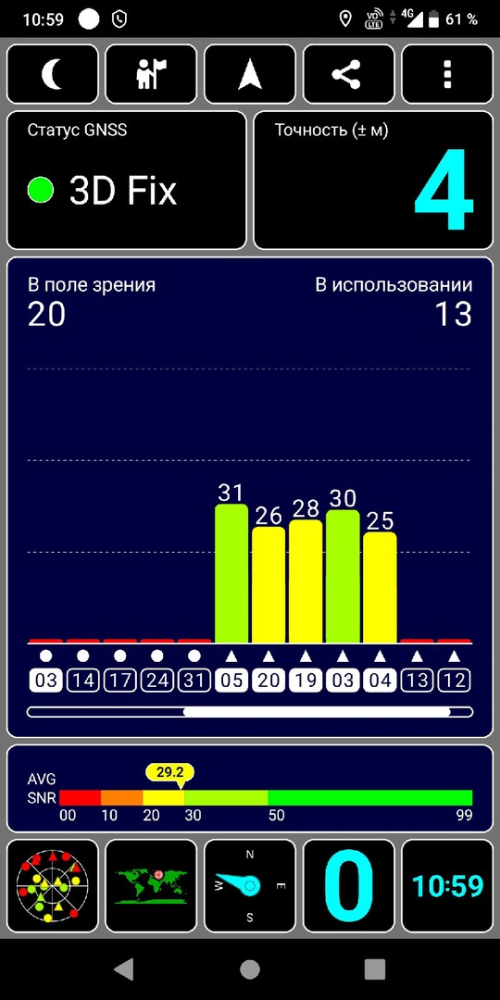 10:59 VO LTE 4G 61 %
Статус GNSS
3D Fix
Точность (± м)
4
В поле зрения В использовании
20 13
31 26 28 30 25
03 14 17 24 31 05 20 19 03 04 13 12
29.2
AVG
SNR
00 10 20 30 50 99
N
W E
S
0
10:59